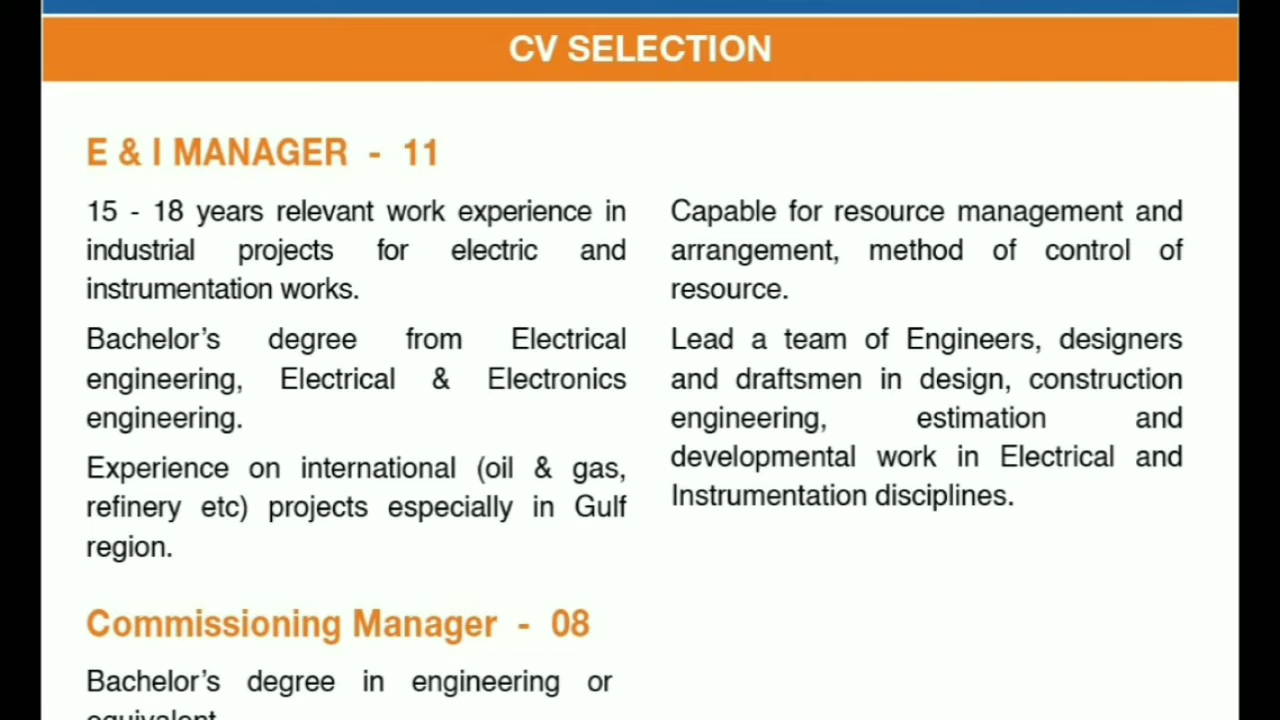 CV SELECTION
E & I MANAGER - 11
15 - 18 years relevant work experience in
industrial projects for electric and
instrumentation works.
Bachelor’s degree from Electrical
engineering, Electrical & Electronics
engineering.
Experience on international (oil & gas,
refinery etc) projects especially in Gulf
region.
Capable for resource management and
arrangement, method of control of
resource.
Lead a team of Engineers, designers
and draftsmen in design, construction
engineering, estimation and
developmental work in Electrical and
Instrumentation disciplines.
Commissioning Manager - 08
Bachelor’s degree in engineering or
equivalent